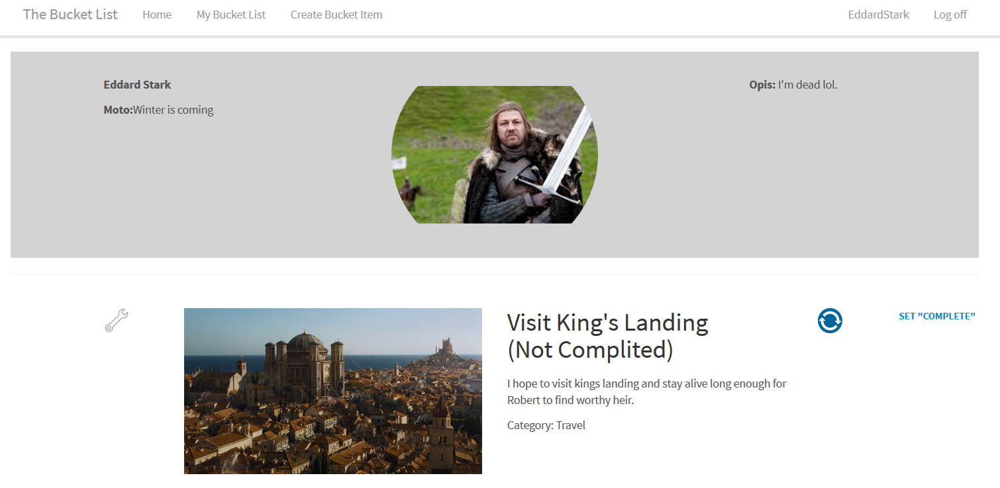 The Bucket List Home My Bucket List Create Bucket Item EddardStark Log off
Eddard Stark
Moto:Winter is coming
Opis: I'm dead lol.
Visit King's Landing
(Not Complited)
I hope to visit kings landing and stay alive long enough for
Robert to find worthy heir.
Category: Travel
SET "COMPLETE"